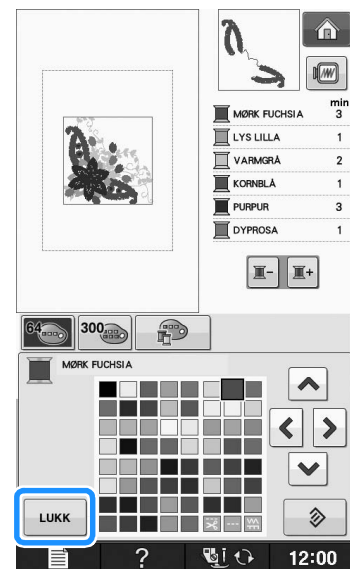 min
MØRK FUCHSIA 3
LYS LILLA 1
VARMGRÅ 2
KORNBLÅ 1
PURPUR 3
DYPROSA 1
64
300
MØRK FUCHSIA
LUKK
?
12:00